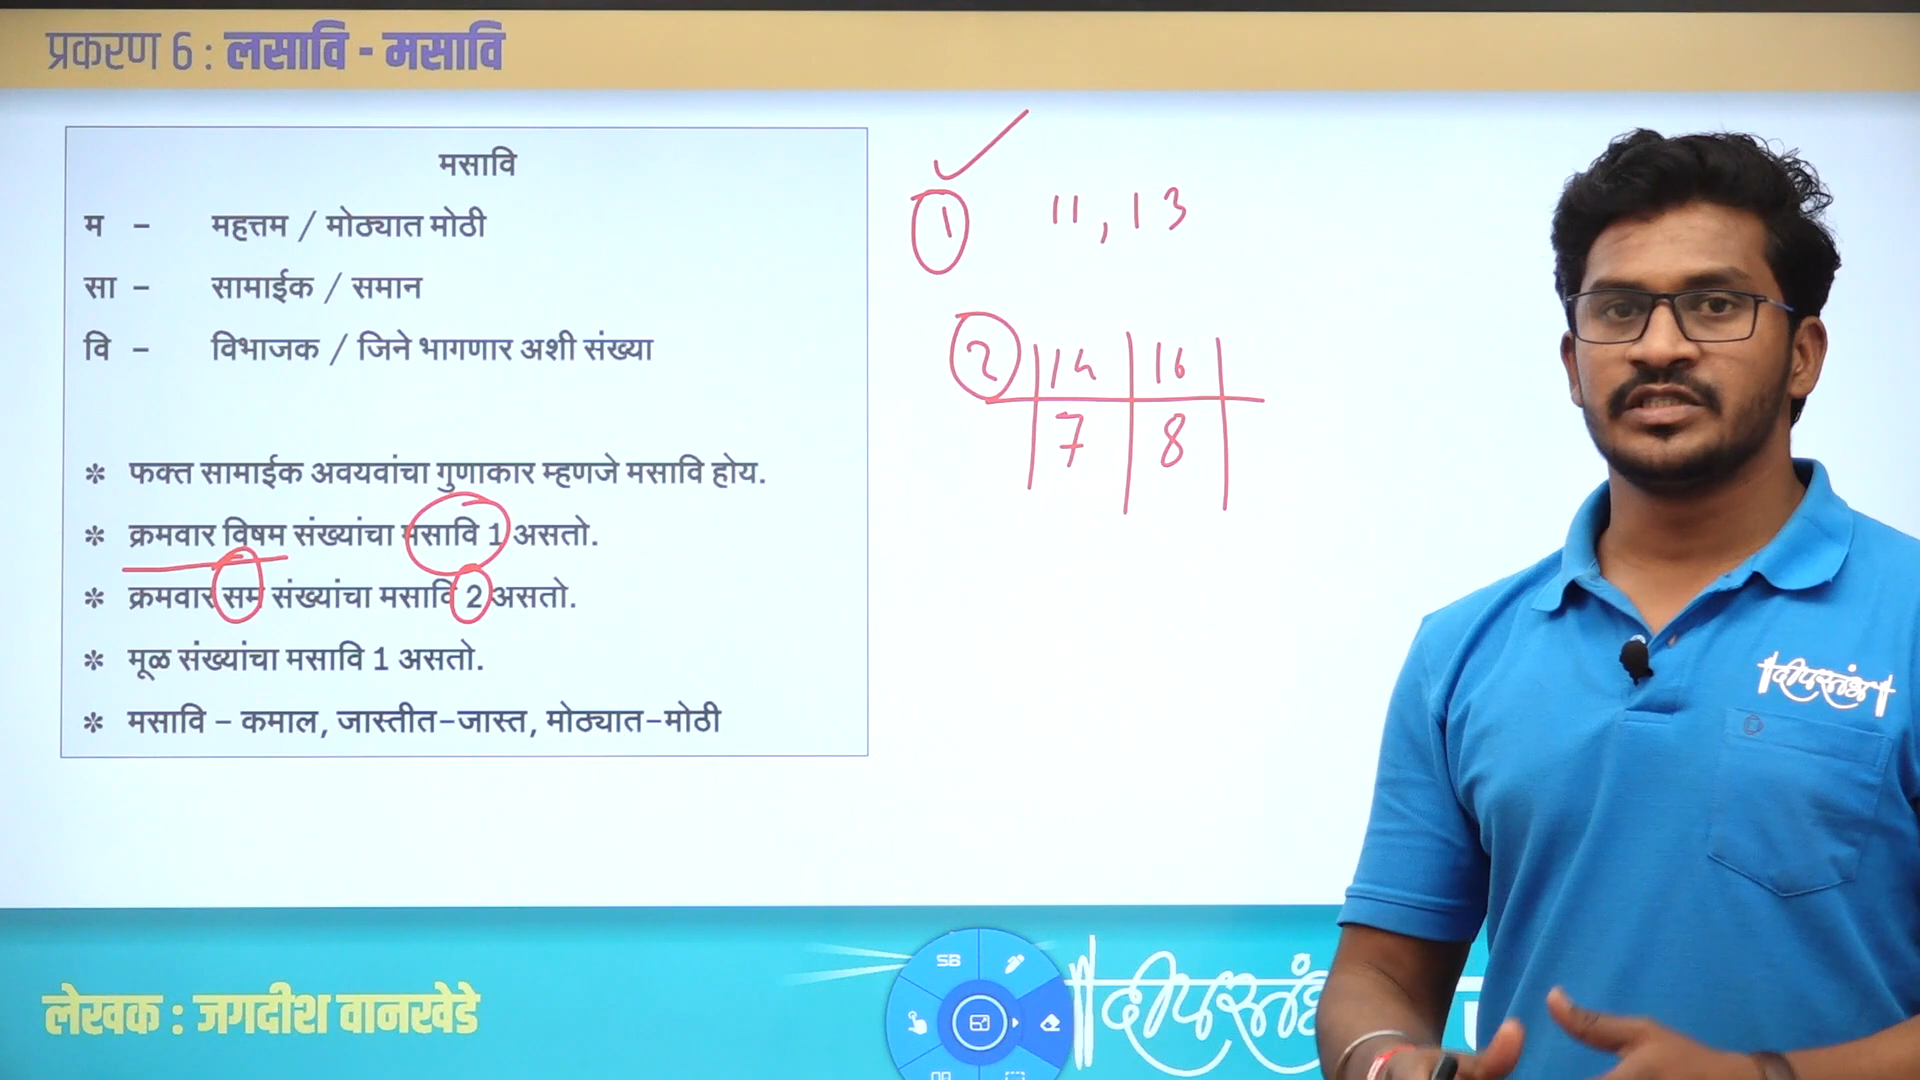 प्रकरण 6 : लसावि - मसावि
मसावि
म - महत्तम / मोठ्यात मोठी
सा - सामाईक / समान
वि - विभाजक / जिने भागणार अशी संख्या
* फक्त सामाईक अवयवांचा गुणाकार म्हणजे मसावि होय.
* क्रमवार विषम संख्यांचा मसावि 1 असतो.
* क्रमवार सम संख्यांचा मसावि 2 असतो.
* मूळ संख्यांचा मसावि 1 असतो.
* मसावि - कमाल, जास्तीत-जास्त, मोठ्यात-मोठी
1 11, 13
2 14 16
7 8
दीपस्तंभ
लेखक : जगदीश वानखेडे
SB
दीपस्तंभ